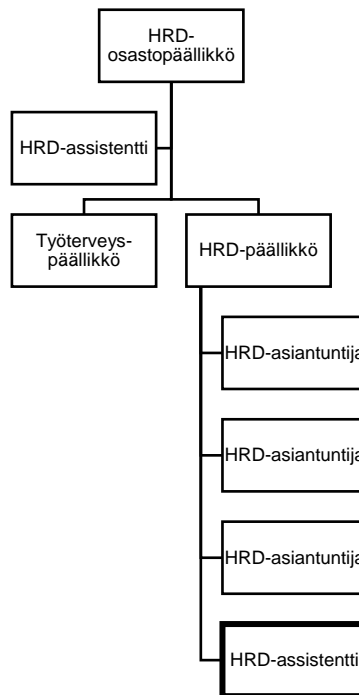 HRD-
osastopäällikkö
HRD-assistentti
Työterveys-
päällikkö
HRD-päällikkö
HRD-asiantuntija
HRD-asiantuntija
HRD-asiantuntija
HRD-assistentti